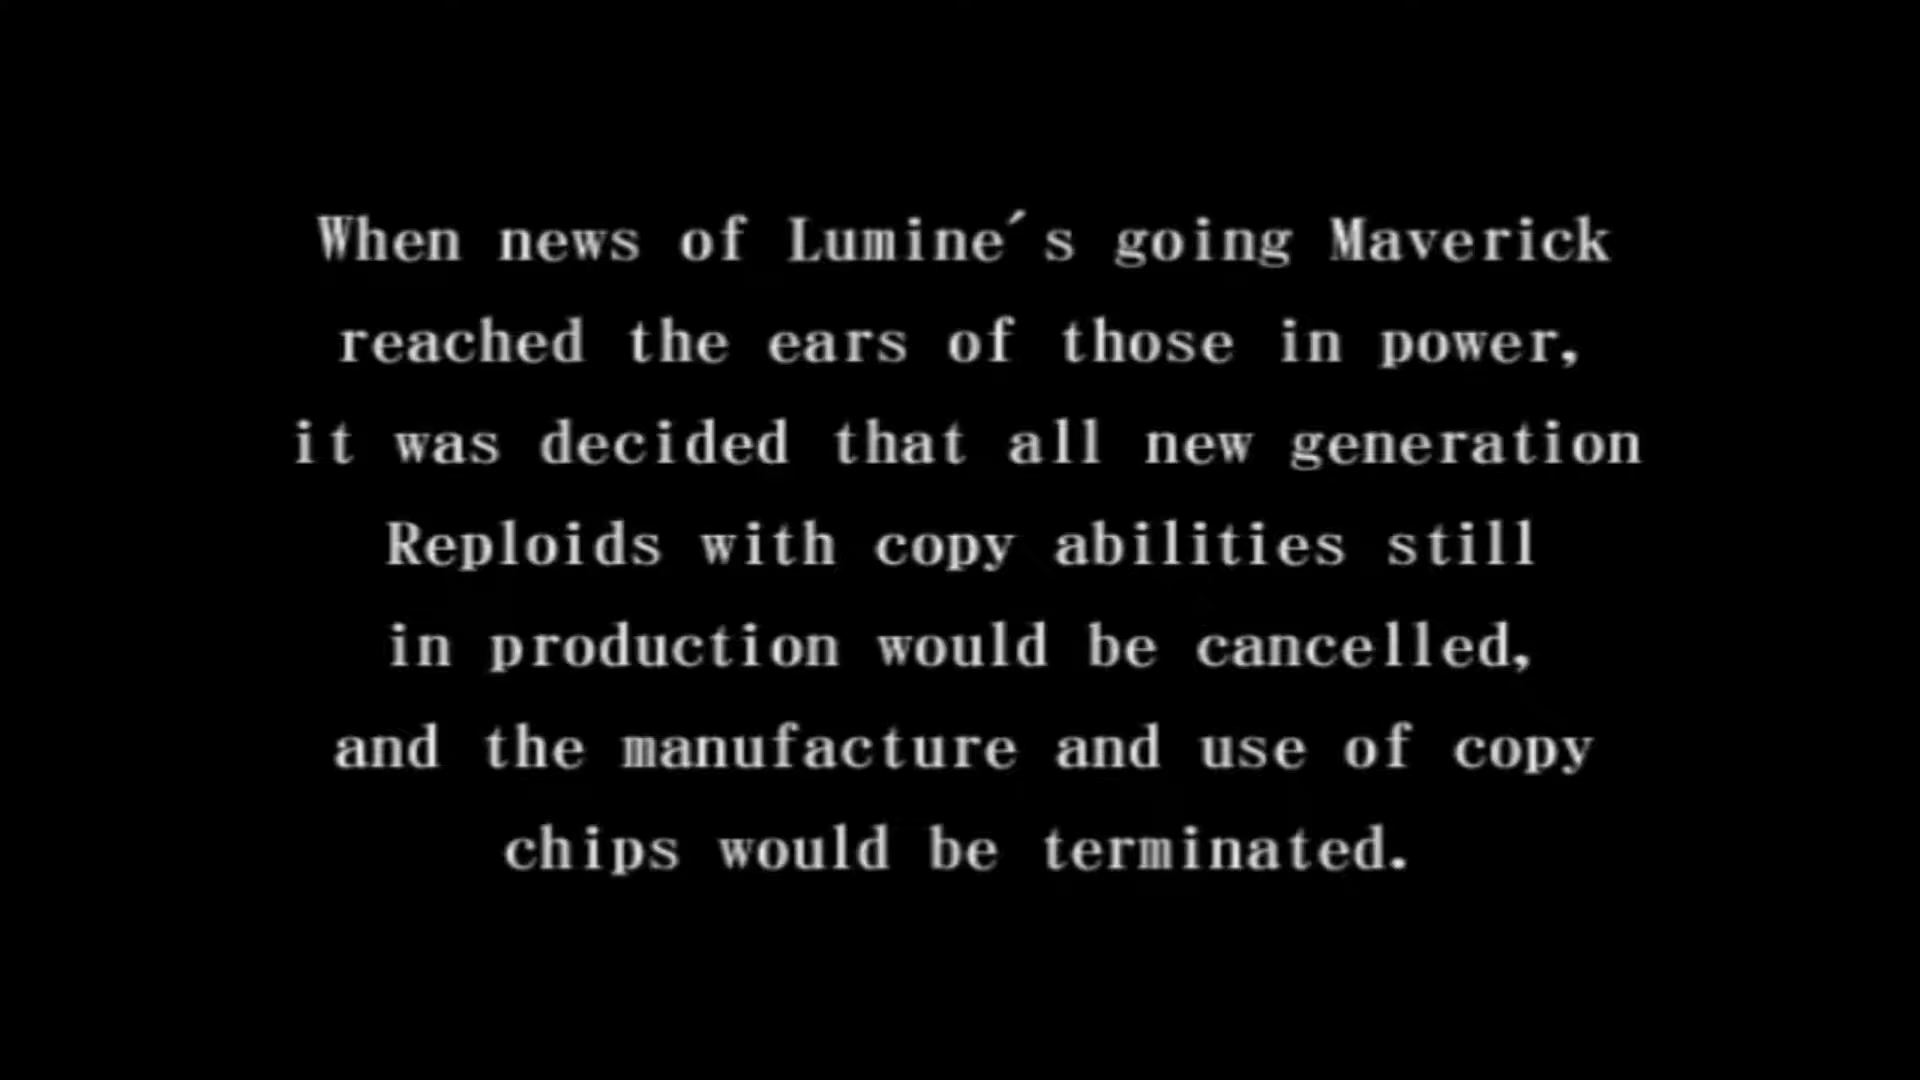 When news of Lumine´s going Maverick
reached the ears of those in power,
it was decided that all new generation
Reploids with copy abilities still
in production would be cancelled,
and the manufacture and use of copy
chips would be terminated.